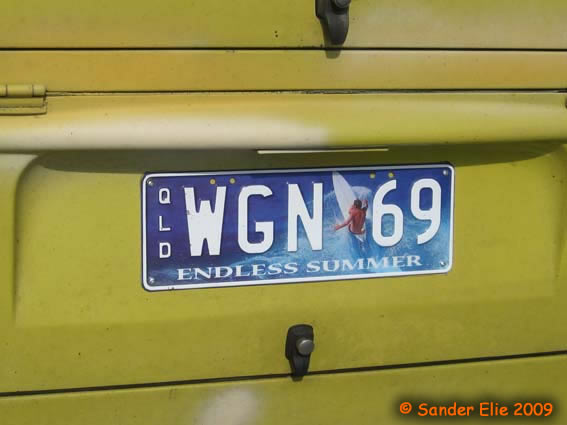 QLD
WGN 69
ENDLESS SUMMER
© Sander Elie 2009